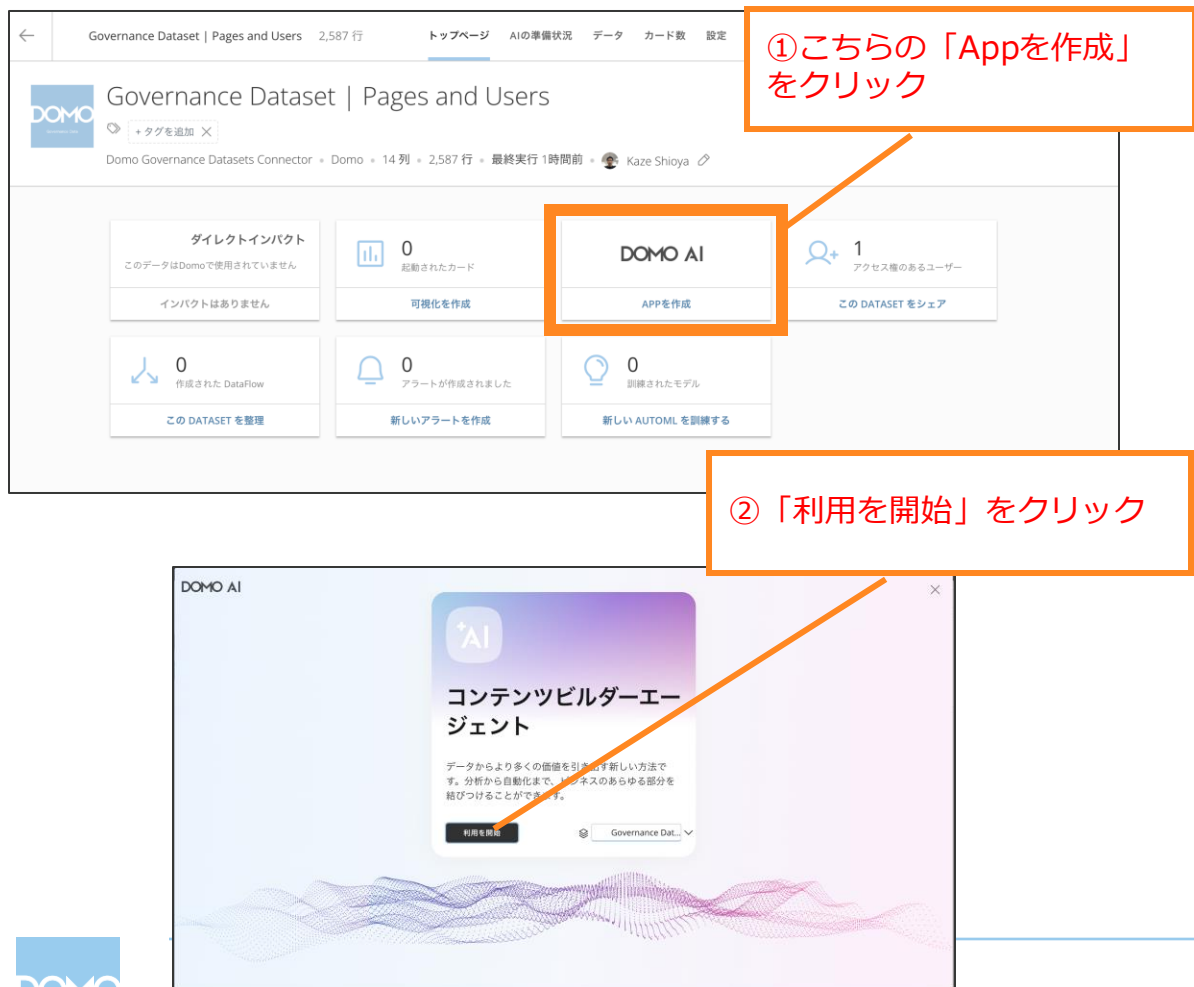 Governance Dataset | Pages and Users 2,587 行 トップページ AIの準備状況 データ カード数 設定
①こちらの「Appを作成」
をクリック
DOMO
Governance Dataset | Pages and Users
+ タグを追加 ×
Domo Governance Datasets Connector • Domo • 14 列 • 2,587 行 • 最終実行 1時間前 • Kaze Shioya
ダイレクトインパクト
このデータはDomoで使用されていません
インパクトはありません
0
起動されたカード
可視化を作成
DOMO AI
APPを作成
1
アクセス権のあるユーザー
この DATASET をシェア
0
作成された DataFlow
この DATASET を整理
0
アラートが作成されました
新しいアラートを作成
0
訓練されたモデル
新しい AUTOML を訓練する
②「利用を開始」をクリック
DOMO AI
AI
コンテンツビルダーエー
ジェント
データからより多くの価値を引き出す新しい方法で
す。分析から自動化まで、ビジネスのあらゆる部分を
結びつけることができます。
利用を開始 Governance Dat...
DOMO